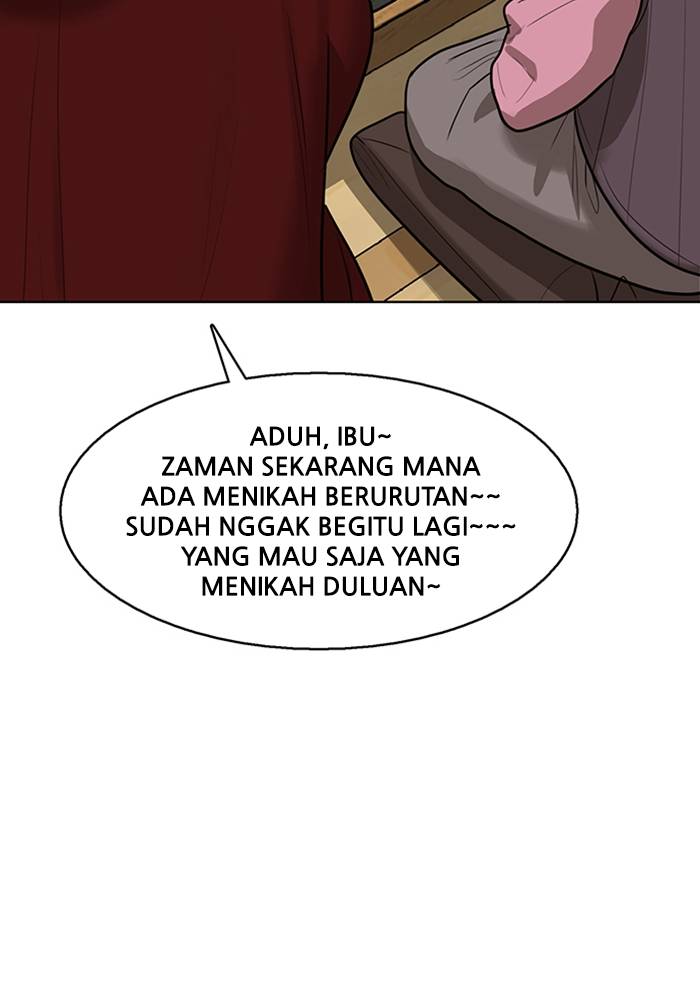 ADUH, IBU~
ZAMAN SEKARANG MANA
ADA MENIKAH BERURUTAN~~
SUDAH NGGAK BEGITU LAGI~~~
YANG MAU SAJA YANG
MENIKAH DULUAN~